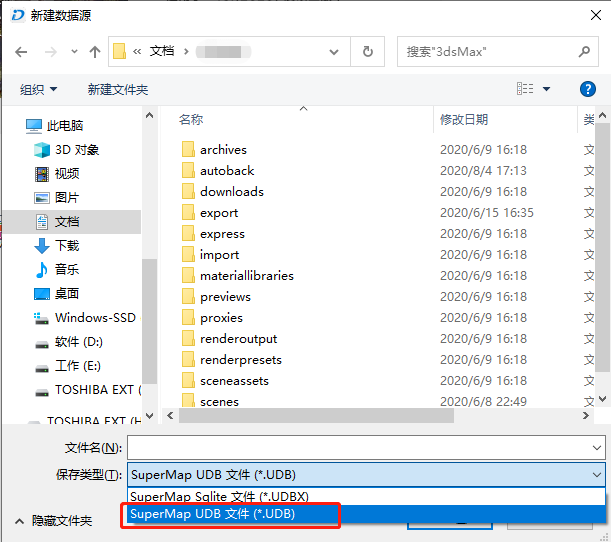 新建数据源
« 文档 ›
搜索"3dsMax"
组织 新建文件夹
名称 修改日期 类
此电脑
3D 对象
视频
图片
文档
下载
音乐
桌面
Windows-SSD (
软件 (D:)
工作 (E:)
TOSHIBA EXT (
TOSHIBA EXT (H
archives 2020/6/9 16:18 文
autoback 2020/8/4 17:13 文
downloads 2020/6/9 16:18 文
export 2020/6/15 16:35 文
express 2020/6/9 16:18 文
import 2020/6/9 16:18 文
materiallibraries 2020/6/9 16:18 文
previews 2020/6/9 16:18 文
proxies 2020/6/9 16:18 文
renderoutput 2020/6/9 16:18 文
renderpresets 2020/6/9 16:18 文
sceneassets 2020/6/9 16:18 文
scenes 2020/6/8 22:49 文
文件名(N):
保存类型(T): SuperMap UDB 文件 (*.UDB)
SuperMap Sqlite 文件 (*.UDBX)
SuperMap UDB 文件 (*.UDB)
隐藏文件夹